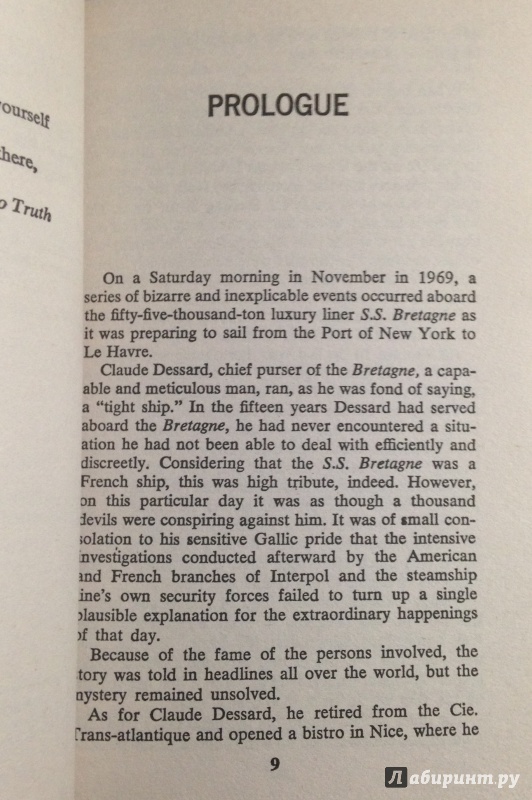 yourself
there,
o Truth
PROLOGUE
On a Saturday morning in November in 1969, a
series of bizarre and inexplicable events occurred aboard
the fifty-five-thousand-ton luxury liner S.S. Bretagne as
it was preparing to sail from the Port of New York to
Le Havre.
Claude Dessard, chief purser of the Bretagne, a capa-
able and meticulous man, ran, as he was fond of saying,
a “tight ship.” In the fifteen years Dessard had served
aboard the Bretagne, he had never encountered a situ-
ation he had not been able to deal with efficiently and
discreetly. Considering that the S.S. Bretagne was a
French ship, this was high tribute, indeed. However,
on this particular day it was as though a thousand
devils were conspiring against him. It was of small con-
solation to his sensitive Gallic pride that the intensive
investigations conducted afterward by the American
and French branches of Interpol and the steamship
line's own security forces failed to turn up a single
plausible explanation for the extraordinary happenings
of that day.
Because of the fame of the persons involved, the
story was told in headlines all over the world, but the
mystery remained unsolved.
As for Claude Dessard, he retired from the Cie.
Trans-atlantique and opened a bistro in Nice, where he
9
Лабиринт.ру